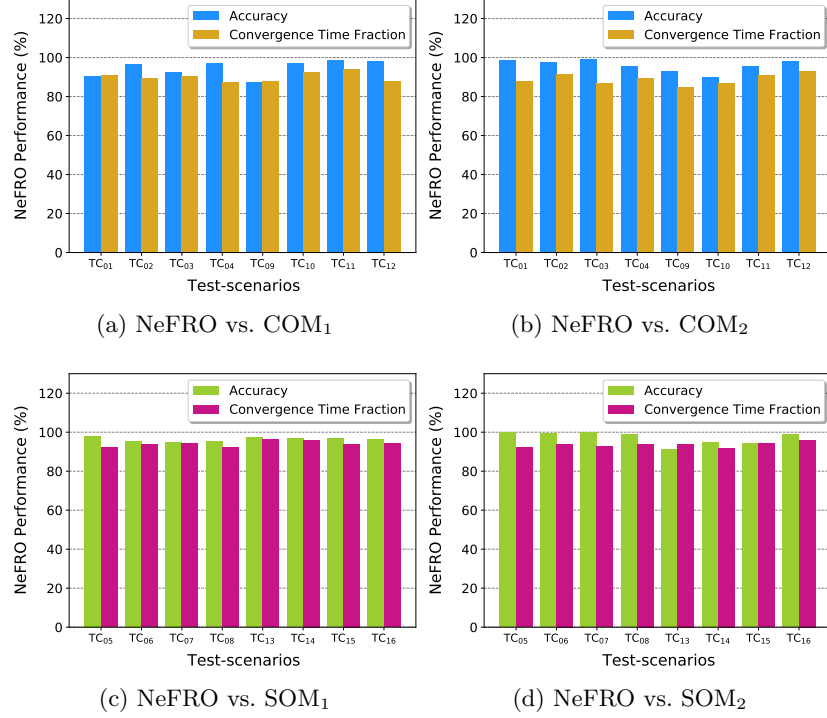 120
100
80
60
40
20
0
NeFRO Performance (%)
Accuracy
Convergence Time Fraction
TC₀₁ TC₀₂ TC₀₃ TC₀₄ TC₀₉ TC₁₀ TC₁₁ TC₁₂
Test-scenarios
(a) NeFRO vs. COM₁
120
100
80
60
40
20
0
NeFRO Performance (%)
Accuracy
Convergence Time Fraction
TC₀₁ TC₀₂ TC₀₃ TC₀₄ TC₀₉ TC₁₀ TC₁₁ TC₁₂
Test-scenarios
(b) NeFRO vs. COM₂
120
100
80
60
40
20
0
NeFRO Performance (%)
Accuracy
Convergence Time Fraction
TC₀₅ TC₀₆ TC₀₇ TC₀₈ TC₁₃ TC₁₄ TC₁₅ TC₁₆
Test-scenarios
(c) NeFRO vs. SOM₁
120
100
80
60
40
20
0
NeFRO Performance (%)
Accuracy
Convergence Time Fraction
TC₀₅ TC₀₆ TC₀₇ TC₀₈ TC₁₃ TC₁₄ TC₁₅ TC₁₆
Test-scenarios
(d) NeFRO vs. SOM₂